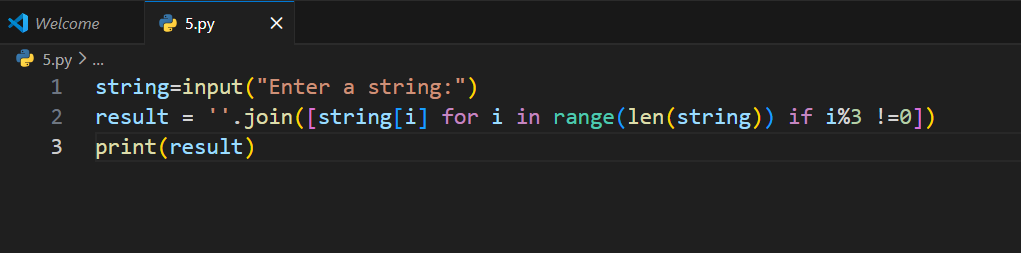 Welcome
5.py ×
5.py > ...
1 string=input("Enter a string:")
2 result = ''.join([string[i] for i in range(len(string)) if i%3 !=0])
3 print(result)